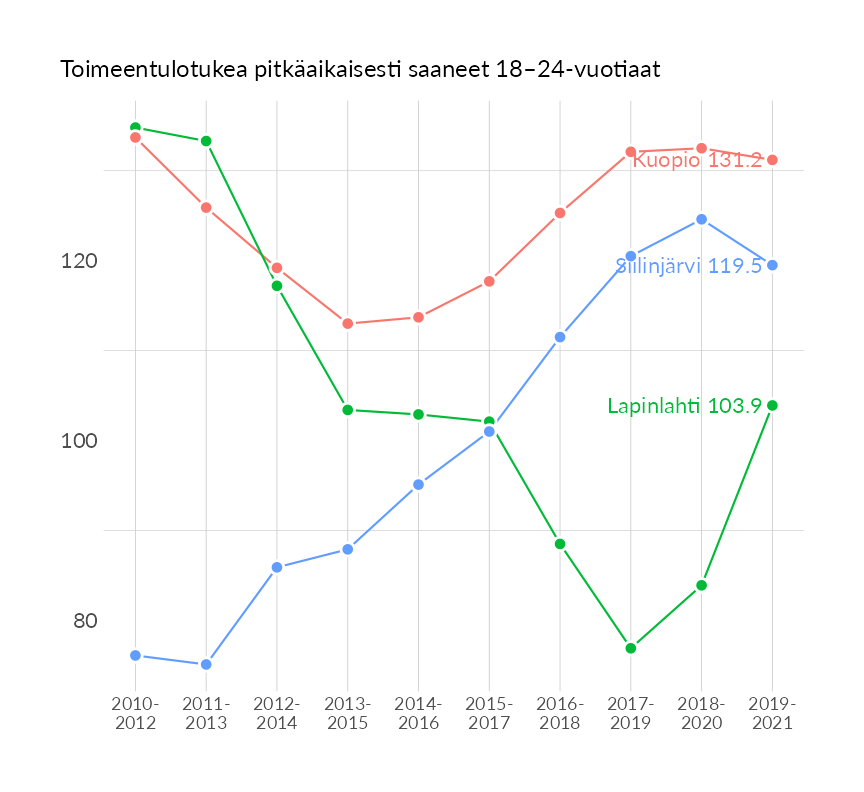 Toimeentulotukea pitkäaikaisesti saaneet 18–24-vuotiaat
Kuopio 131.2
120
Siilinjärvi 119.5
Lapinlahti 103.9
100
80
2010- 2011- 2012- 2013- 2014- 2015- 2016- 2017- 2018- 2019-
2012 2013 2014 2015 2016 2017 2018 2019 2020 2021